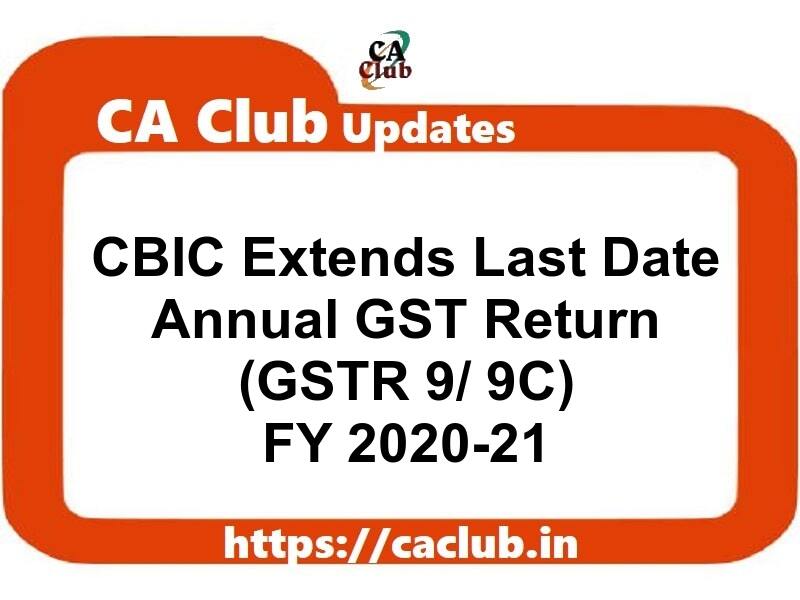 CA
Club
CA Club Updates
CBIC Extends Last Date
Annual GST Return
(GSTR 9/ 9C)
FY 2020-21
https://caclub.in